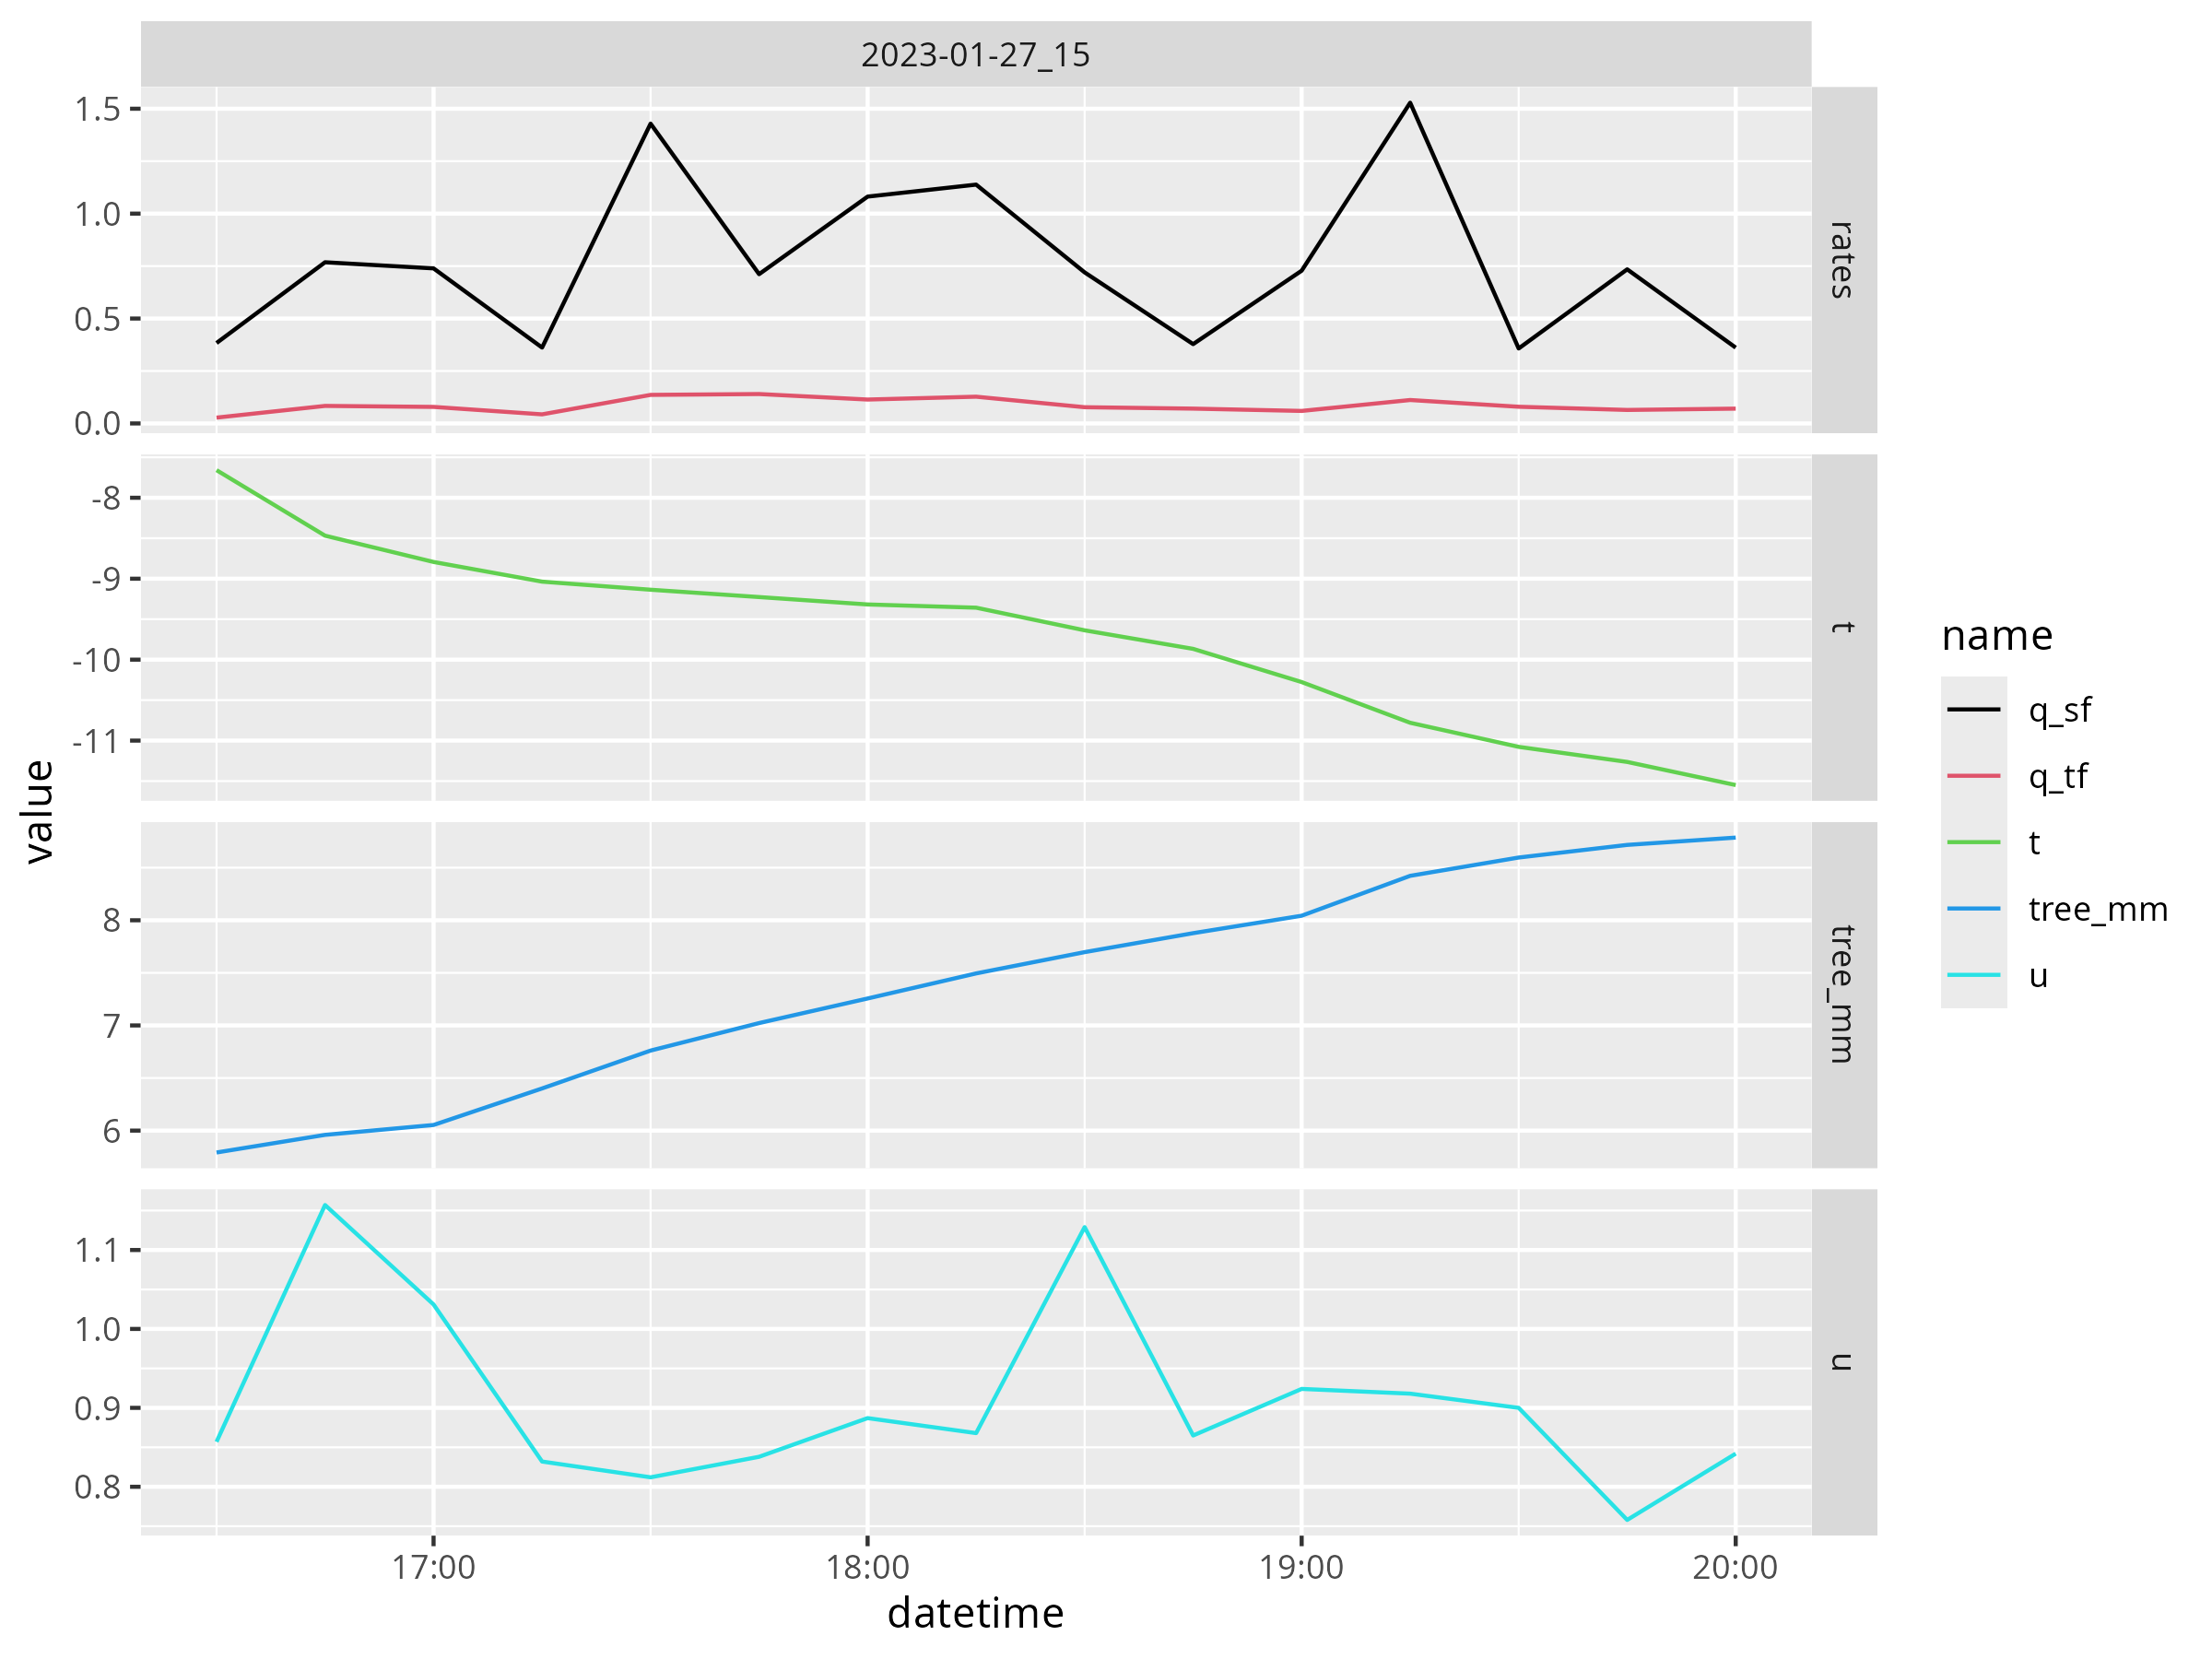 2023-01-27_15
1.5
1.0
0.5
0.0
rates
-8
-9
-10
-11
t
8
7
6
tree_mm
1.1
1.0
0.9
0.8
u
17:00 18:00 19:00 20:00
datetime
value
name
q_sf
q_tf
t
tree_mm
u